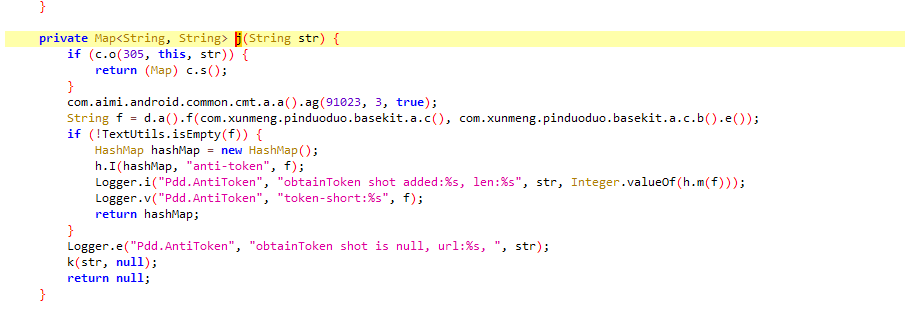 }
private Map<String, String> j(String str) {
if (c.o(305, this, str)) {
return (Map) c.s();
}
com.aimi.android.common.cmt.a.a().ag(91023, 3, true);
String f = d.a().f(com.xunmeng.pinduoduo.basekit.a.c(), com.xunmeng.pinduoduo.basekit.a.c.b().e());
if (!TextUtils.isEmpty(f)) {
HashMap hashMap = new HashMap();
h.I(hashMap, "anti-token", f);
Logger.i("Pdd.AntiToken", "obtainToken shot added:%s, len:%s", str, Integer.valueOf(h.m(f)));
Logger.v("Pdd.AntiToken", "token-short:%s", f);
return hashMap;
}
Logger.e("Pdd.AntiToken", "obtainToken shot is null, url:%s, ", str);
k(str, null);
return null;
}